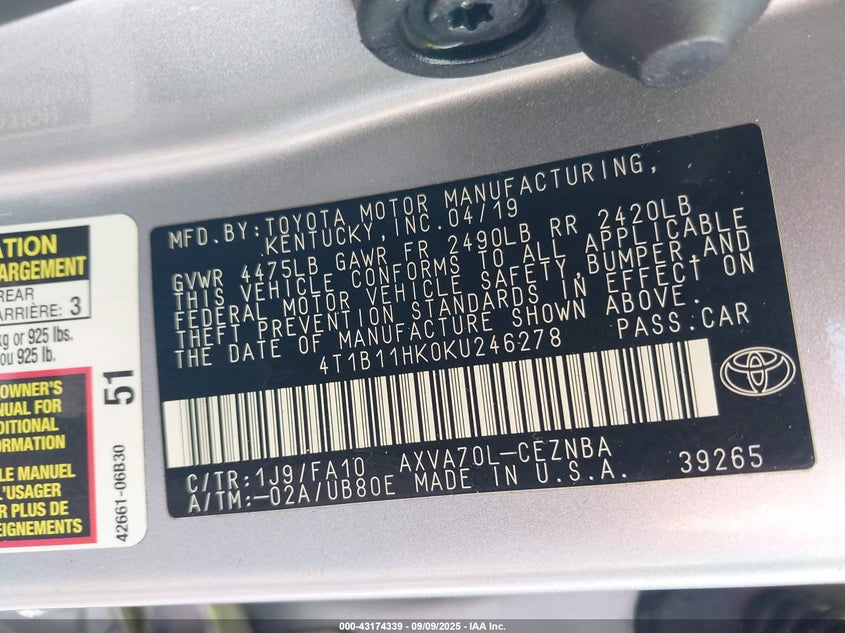 MFD. BY: TOYOTA MOTOR MANUFACTURING,
KENTUCKY, INC. 04/19
GVWR 4475LB GAWR FR 2490LB RR 2420LB
THIS VEHICLE CONFORMS TO ALL APPLICABLE
FEDERAL MOTOR VEHICLE SAFETY, BUMPER, AND
THEFT PREVENTION STANDARDS IN EFFECT ON
THE DATE OF MANUFACTURE SHOWN ABOVE.
4T1B11HK0KU246278 PASS. CAR
C/TR: 1J9/FA10 AXVA70L-CEZNBA
A/TM: -02A/UB80E MADE IN U.S.A. 39265
ATION
ARGEMENT
REAR
ARRIÈRE: 3
kg or 925 lbs.
ou 925 lb.
OWNER'S
ANUAL FOR
DITIONAL
ORMATION
LE MANUEL
L'USAGER
R PLUS DE
EIGNEMENTS
51
42661-06B30
000-43174339 - 09/09/2025 - IAA Inc.